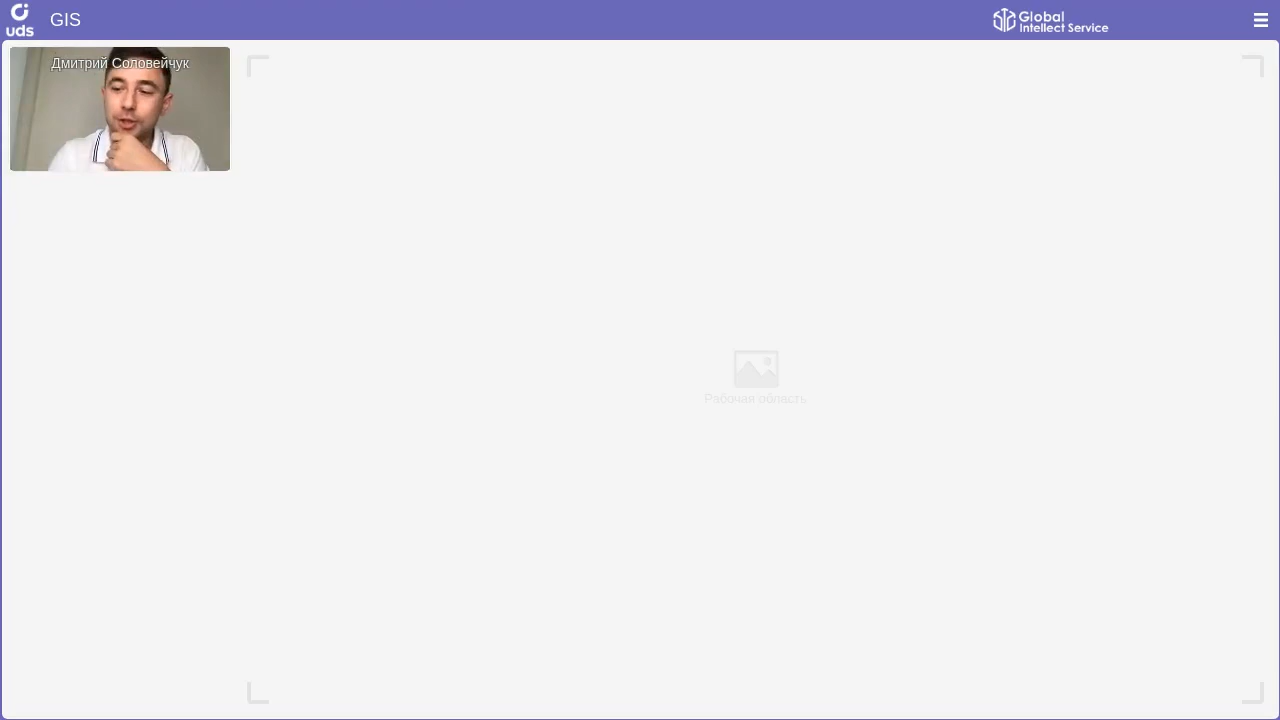 uds
GIS
Global
Intellect Service
Дмитрий Соловейчук
Рабочая область